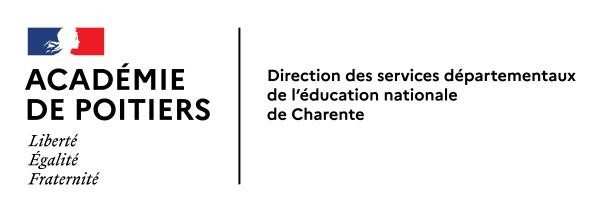 ACADÉMIE
DE POITIERS
Liberté
Égalité
Fraternité
Direction des services départementaux
de l'éducation nationale
de Charente